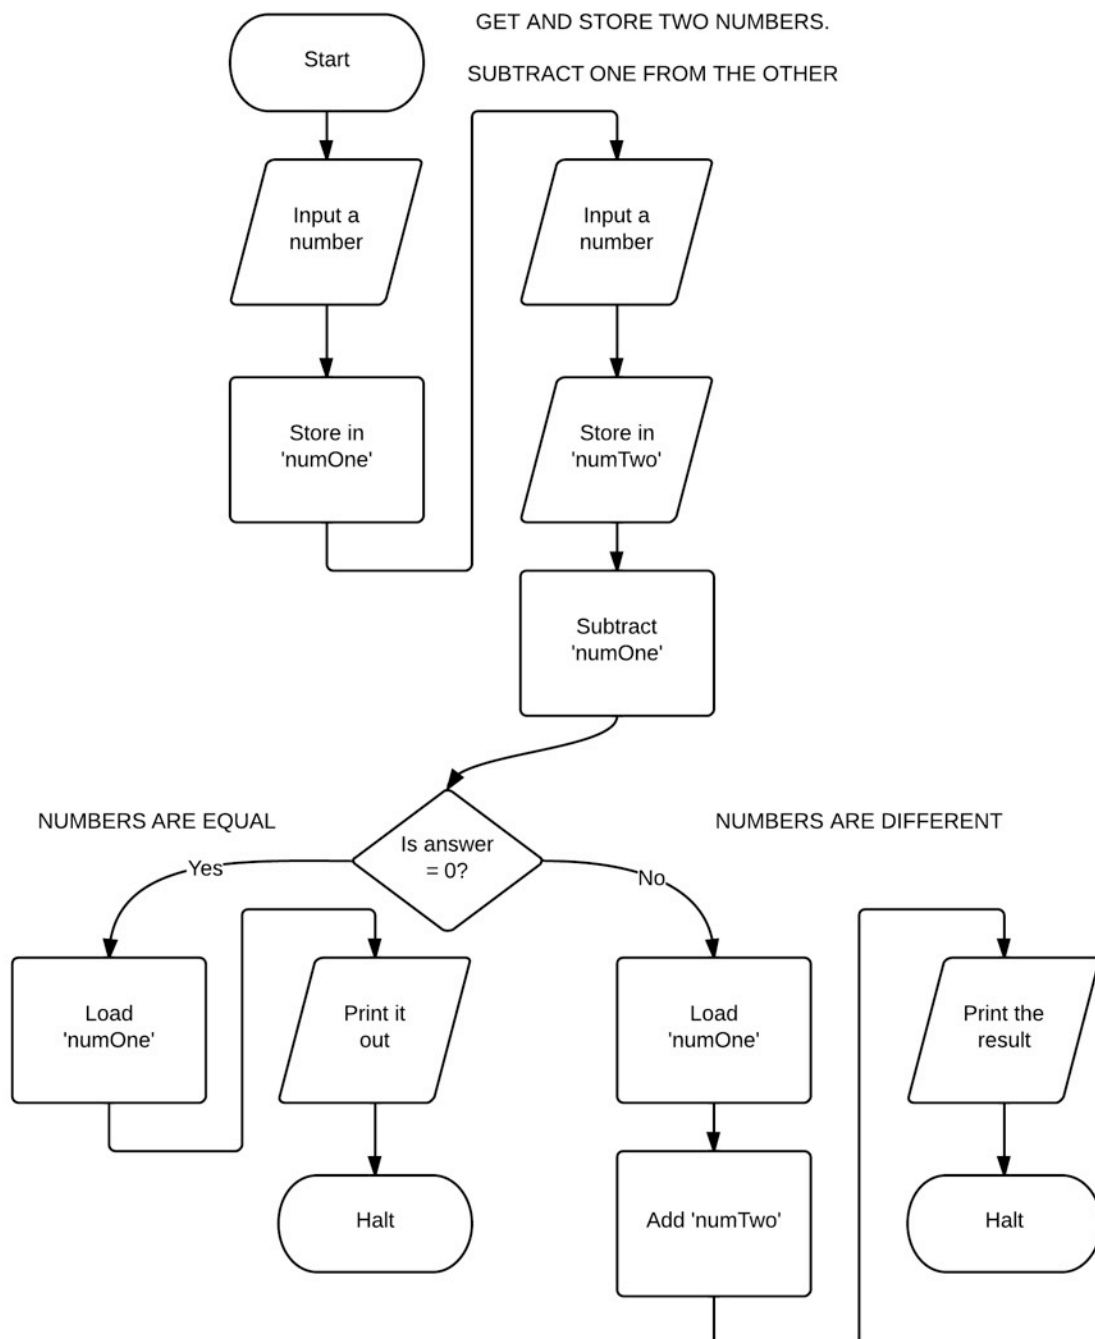 GET AND STORE TWO NUMBERS.
SUBTRACT ONE FROM THE OTHER
Start
Input a
number
Store in
'numOne'
Input a
number
Store in
'numTwo'
Subtract
'numOne'
Is answer
= 0?
NUMBERS ARE EQUAL
Yes
Load
'numOne'
Print it
out
Halt
NUMBERS ARE DIFFERENT
No
Load
'numOne'
Add 'numTwo'
Print the
result
Halt